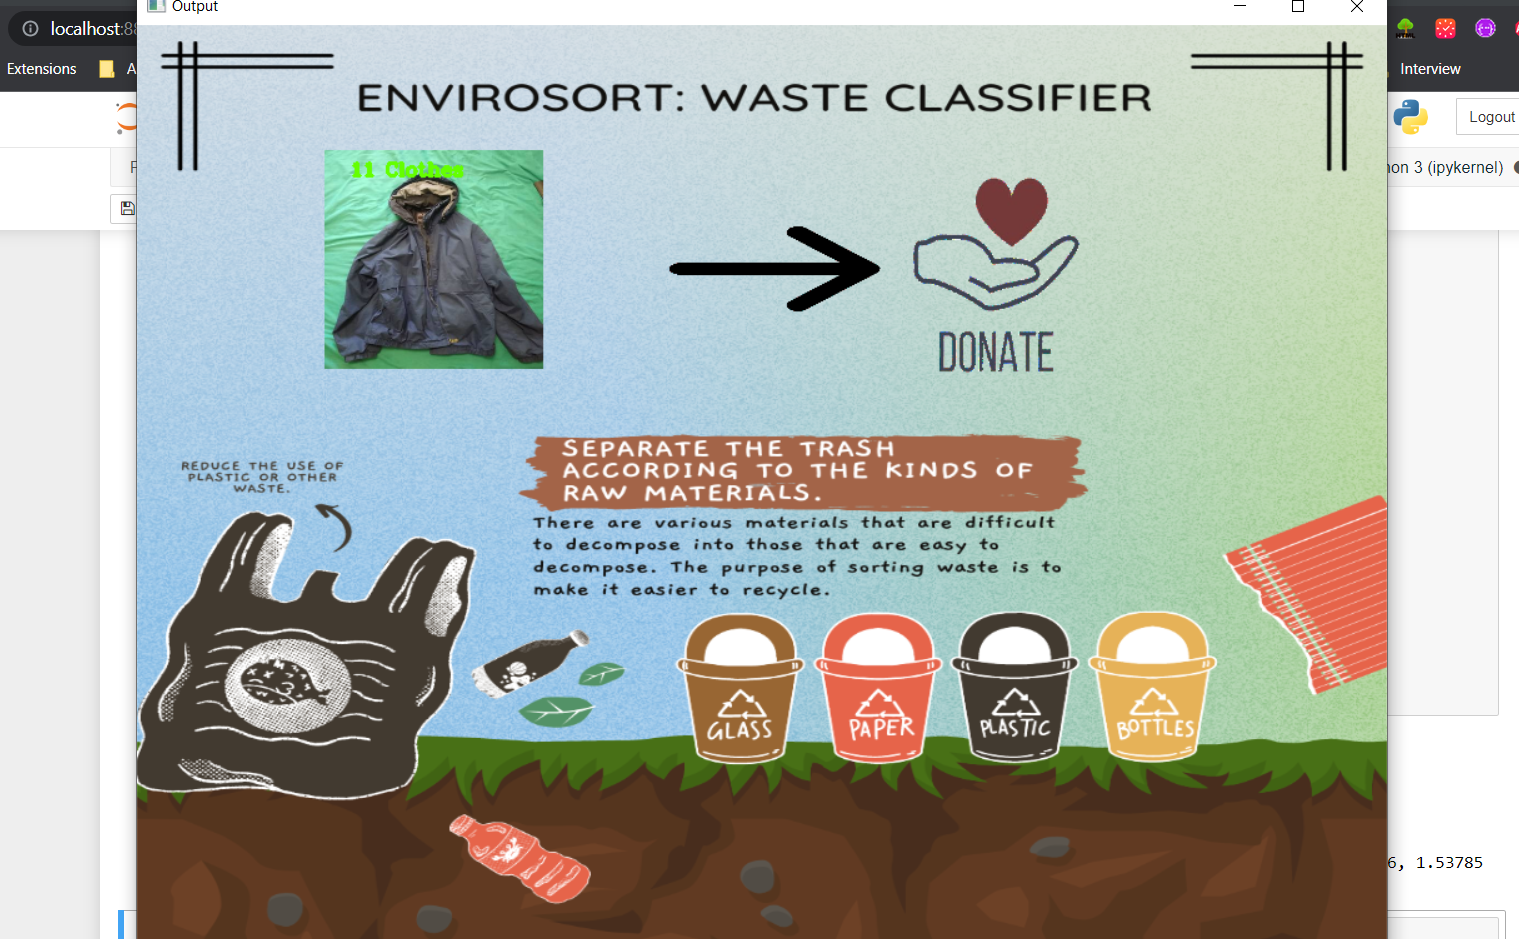 Output
localhost:88
Extensions
A
Interview
Logout
F
non 3 (ipykernel)
ENVIROSORT: WASTE CLASSIFIER
11 Clothes
DONATE
REDUCE THE USE OF
PLASTIC OR OTHER
WASTE.
SEPARATE THE TRASH
ACCORDING TO THE KINDS OF
RAW MATERIALS.
There are various materials that are difficult
to decompose into those that are easy to
decompose. The purpose of sorting waste is to
make it easier to recycle.
GLASS
PAPER
PLASTIC
BOTTLES
6, 1.53785